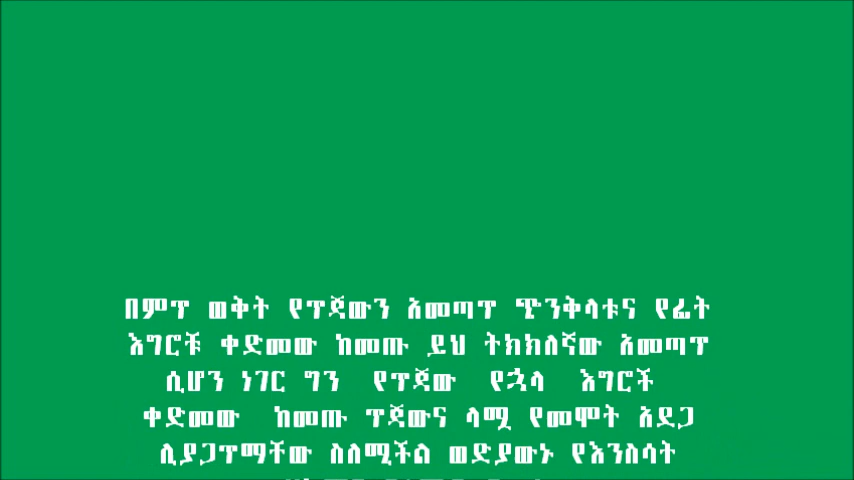 በምጥ ወቅት የጥጃውን አመጣጥ ጭንቅላቱና የፊት
እግሮቹ ቀድመው ከመጡ ይህ ትክክለኛው አመጣጥ
ሲሆን ነገር ግን የጥጃው የኋላ እግሮች
ቀድመው ከመጡ ጥጃውና ላሟ የመሞት አደጋ
ሊያጋጥማቸው ስለሚችል ወድያውኑ የእንስሳት